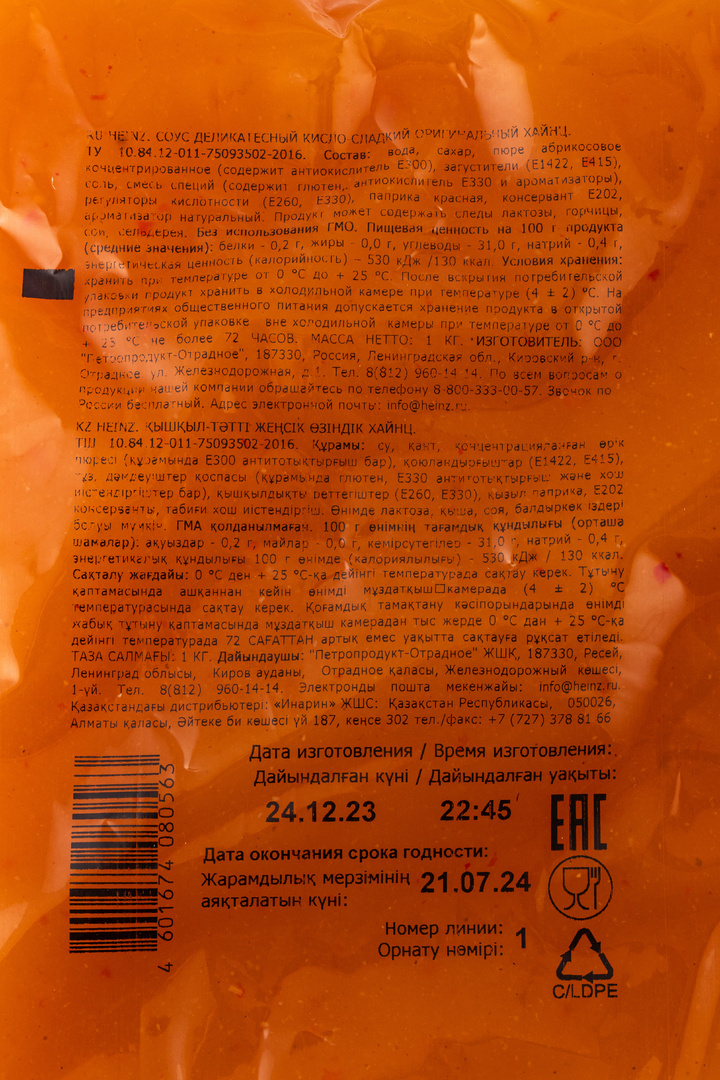 RU HEINZ. СОУС ДЕЛИКАТЕСНЫЙ КИСЛО-СЛАДКИЙ ОРИГИНАЛЬНЫЙ ХАЙНЦ.
ТУ 10.84.12-011-75093502-2016. Состав: вода, сахар, пюре абрикосовое
концентрированное (содержит антиокислитель E300), загустители (E1422, E415),
соль, смесь специй (содержит глютен, антиокислитель E330 и ароматизаторы),
регуляторы кислотности (E260, E330), паприка красная, консервант E202,
ароматизатор натуральный. Продукт может содержать следы лактозы, горчицы,
сои, сельдерея. Без использования ГМО. Пищевая ценность на 100 г продукта
(средние значения): белки - 0,2 г, жиры - 0,0 г, углеводы - 31,0 г, натрий - 0,4 г,
энергетическая ценность (калорийность) – 530 кДж /130 ккал. Условия хранения:
хранить при температуре от 0 °С до + 25 °С. После вскрытия потребительской
упаковки продукт хранить в холодильной камере при температуре (4 ± 2) °С. На
предприятиях общественного питания допускается хранение продукта в открытой
потребительской упаковке вне холодильной камеры при температуре от 0 °С до
+ 25 °С не более 72 ЧАСОВ. МАССА НЕТТО: 1 КГ. ИЗГОТОВИТЕЛЬ: ООО
"Петропродукт-Отрадное", 187330, Россия, Ленинградская обл., Кировский р-н, г.
Отрадное ул. Железнодорожная, д.1. Тел. 8(812) 960-14-14. По всем вопросам о
продукции нашей компании обращайтесь по телефону 8-800-333-00-57. Звонок по
России бесплатный. Адрес электронной почты: info@heinz.ru.
KZ HEINZ. ҚЫШҚЫЛ-ТӘТТІ ЖЕҢСІК ӨЗІНДІК ХАЙНЦ.
ТШ 10.84.12-011-75093502-2016. Құрамы: су, қант, концентрацияланған өрік
пюресі (құрамында E300 антитотықтырғыш бар), қоюландырғыштар (E1422, E415),
тұз, дәмдеуіштер қоспасы (құрамында глютен, E330 антитотықтырғыш және хош
иістендіргіштер бар), қышқылдықты реттегіштер (E260, E330), қызыл паприка, E202
консерванты, табиғи хош иістендіргіш. Өнімде лактоза, қыша, соя, балдыркөк іздері
болуы мүмкін. ГМА қолданылмаған. 100 г өнімнің тағамдық құндылығы (орташа
шамалар): ақуыздар - 0,2 г, майлар - 0,0 г, көмірсутегілер - 31,0 г, натрий - 0,4 г,
энергетикалық құндылығы 100 г өнімде (калориялылығы) - 530 кДж / 130 ккал.
Сақталу жағдайы: 0 °С ден + 25 °С-қа дейінгі температурада сақтау керек. Тұтыну
қаптамасында ашқаннан кейін өнімді мұздатқыш□камерада (4 ± 2) °С
температурасында сақтау керек. Қоғамдық тамақтану кәсіпорындарында өнімді
жабық тұтыну қаптамасында мұздатқыш камерадан тыс жерде 0 °С дан + 25 °С-қа
дейінгі температурада 72 САҒАТТАН артық емес уақытта сақтауға рұқсат етіледі.
ТАЗА САЛМАҒЫ: 1 КГ. Дайындаушы: "Петропродукт-Отрадное" ЖШҚ, 187330, Ресей,
Ленинград облысы, Киров ауданы, Отрадное қаласы, Железнодорожный көшесі,
1-үй. Тел. 8(812) 960-14-14. Электронды пошта мекенжайы: info@heinz.ru.
Қазақстандағы дистрибьютері: «Инарин» ЖШС: Қазақстан Республикасы, 050026,
Алматы қаласы, Әйтеке би көшесі үй 187, кеңсе 302 тел./факс: +7 (727) 378 81 66
Дата изготовления / Время изготовления:
Дайындалған күні / Дайындалған уақыты:
24.12.23 22:45
EAC
Дата окончания срока годности:
Жарамдылық мерзімінің
аяқталатын күні:
21.07.24
Номер линии:
Орнату нөмірі:
1
C/LDPE
4 601674 080563